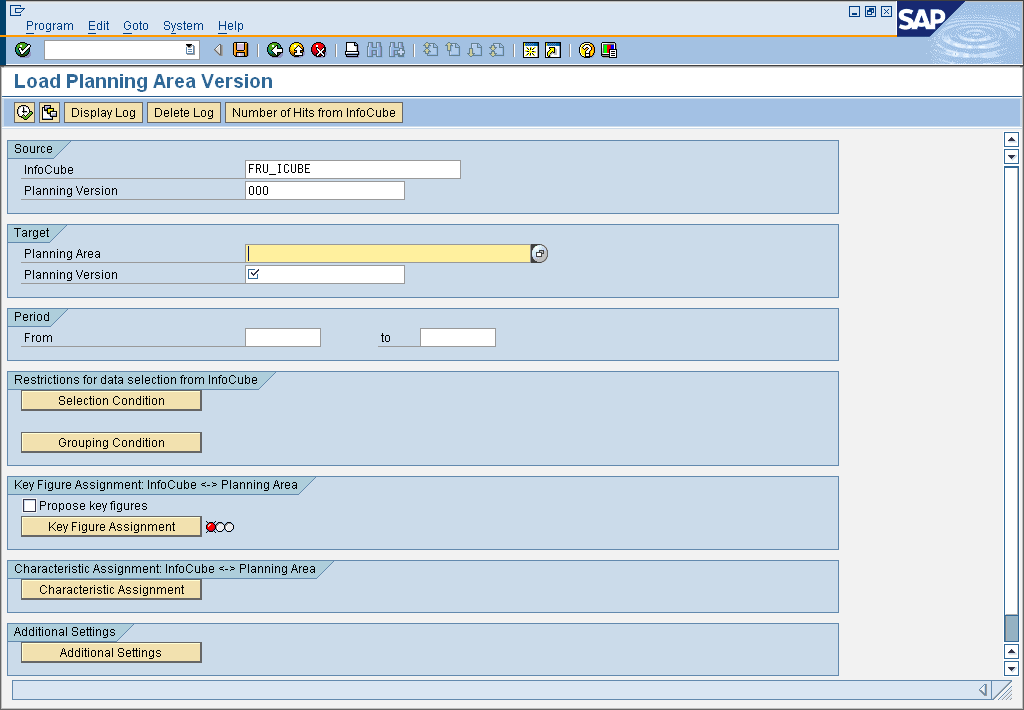 Program Edit Goto System Help
SAP
Load Planning Area Version
Display Log Delete Log Number of Hits from InfoCube
Source
InfoCube FRU_ICUBE
Planning Version 000
Target
Planning Area
Planning Version
Period
From to
Restrictions for data selection from InfoCube
Selection Condition
Grouping Condition
Key Figure Assignment: InfoCube <-> Planning Area
Propose key figures
Key Figure Assignment
Characteristic Assignment: InfoCube <-> Planning Area
Characteristic Assignment
Additional Settings
Additional Settings